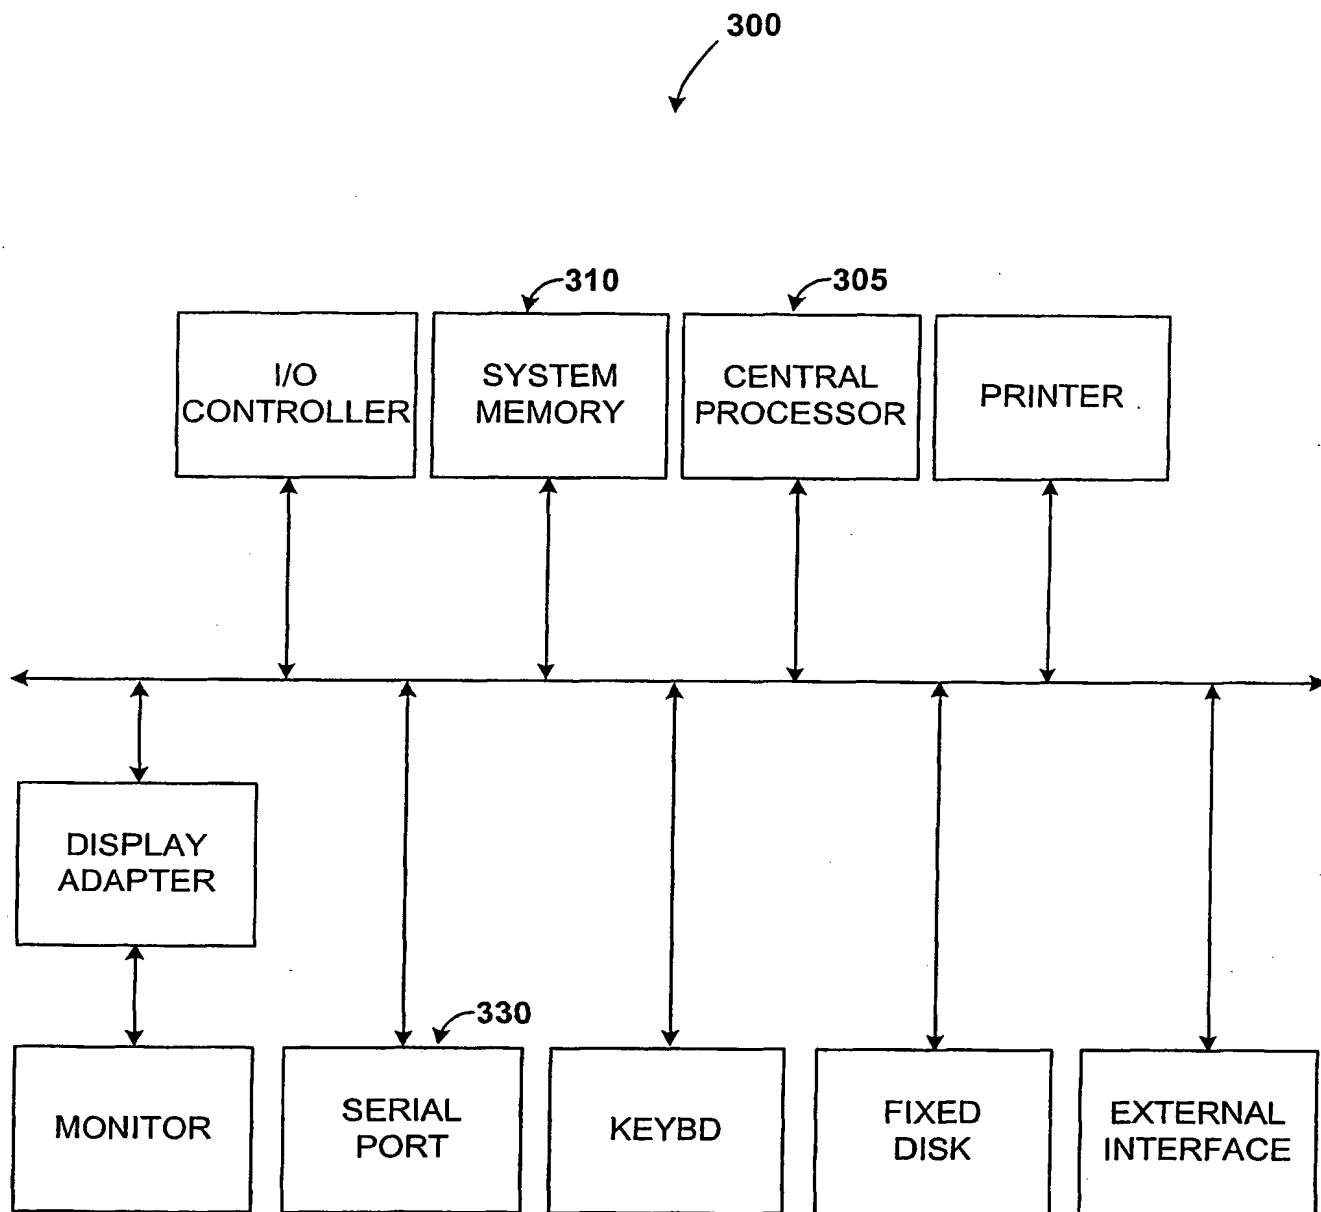 300
310
305
I/O
CONTROLLER
SYSTEM
MEMORY
CENTRAL
PROCESSOR
PRINTER
DISPLAY
ADAPTER
330
MONITOR
SERIAL
PORT
KEYBD
FIXED
DISK
EXTERNAL
INTERFACE